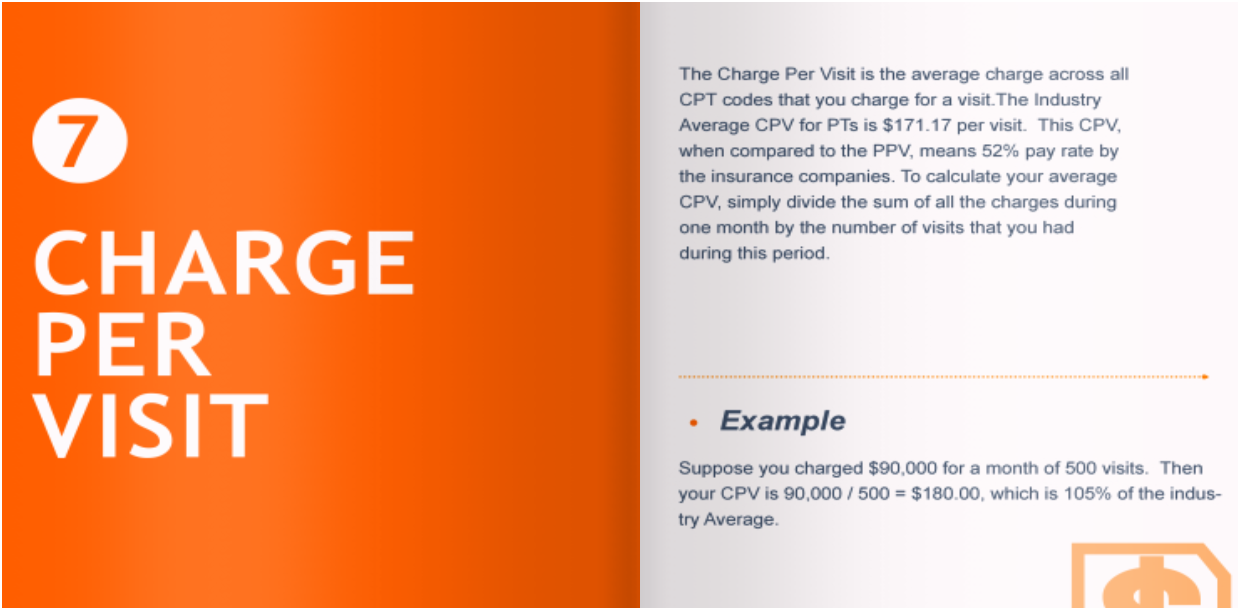 7
CHARGE
PER
VISIT
The Charge Per Visit is the average charge across all
CPT codes that you charge for a visit.The Industry
Average CPV for PTs is $171.17 per visit.  This CPV,
when compared to the PPV, means 52% pay rate by
the insurance companies. To calculate your average
CPV, simply divide the sum of all the charges during
one month by the number of visits that you had
during this period.
• Example
Suppose you charged $90,000 for a month of 500 visits.  Then
your CPV is 90,000 / 500 = $180.00, which is 105% of the indus-
try Average.
$